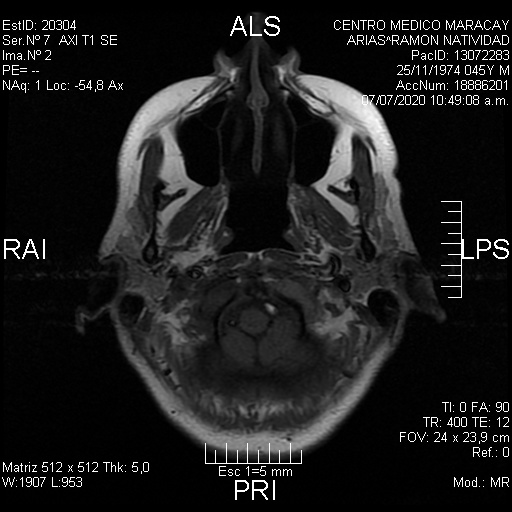 EstID: 20304
Ser.Nº 7 AXI T1 SE
Ima.Nº 2
PE= --
NAq: 1 Loc: -54,8 Ax
ALS
CENTRO MEDICO MARACAY
ARIAS^RAMON NATIVIDAD
PacID: 13072283
25/11/1974 045Y M
AccNum: 18886201
07/07/2020 10:49:08 a.m.
RAI
LPS
TI: 0 FA: 90
TR: 400 TE: 12
FOV: 24 x 23,9 cm
Ref.: 0
Matriz 512 x 512 Thk: 5,0
W:1907 L:953
Esc 1=5 mm
PRI
Mod.: MR